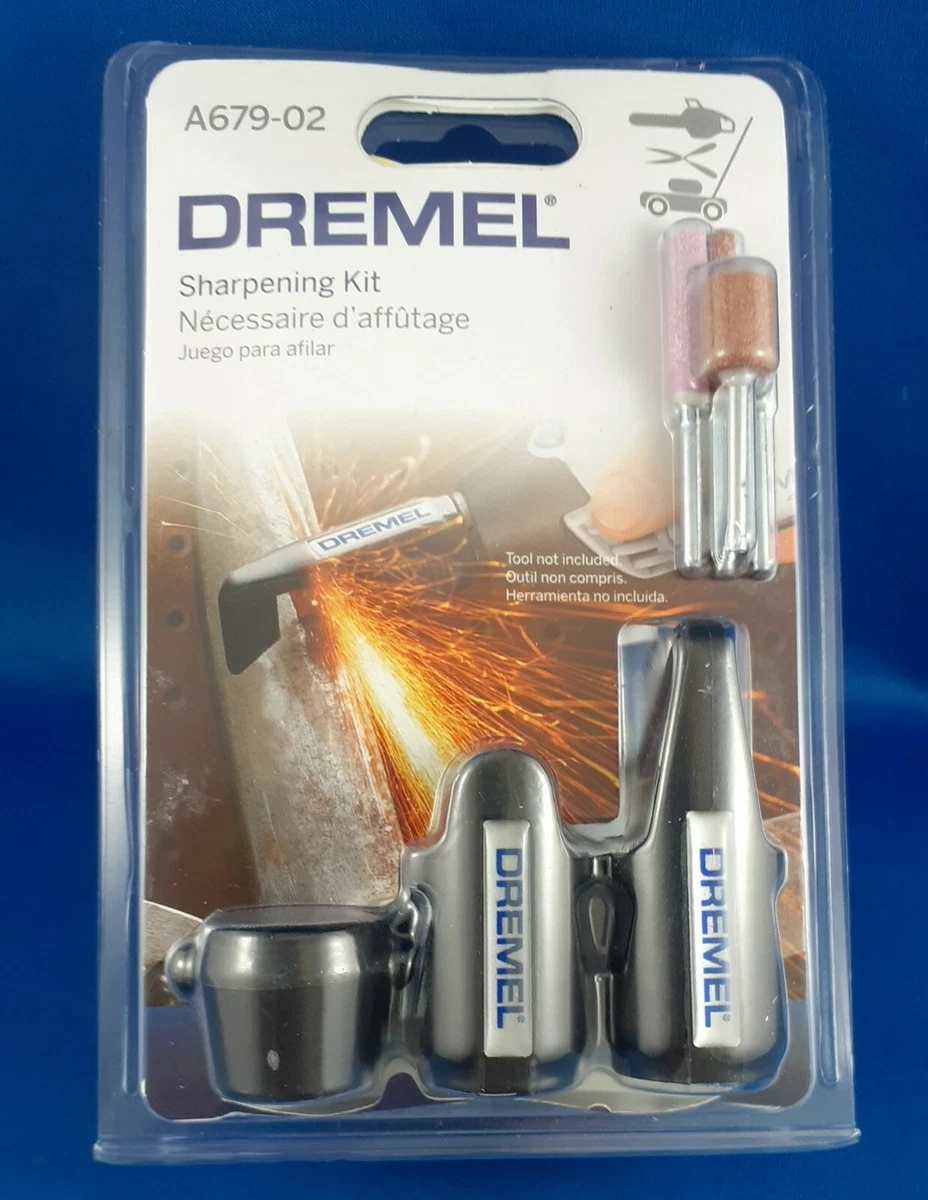 A679-02
DREMEL®
Sharpening Kit
Nécessaire d'affûtage
Juego para afilar
DREMEL
Tool not included.
Outil non compris.
Herramienta no incluida.
DREMEL®
DREMEL®